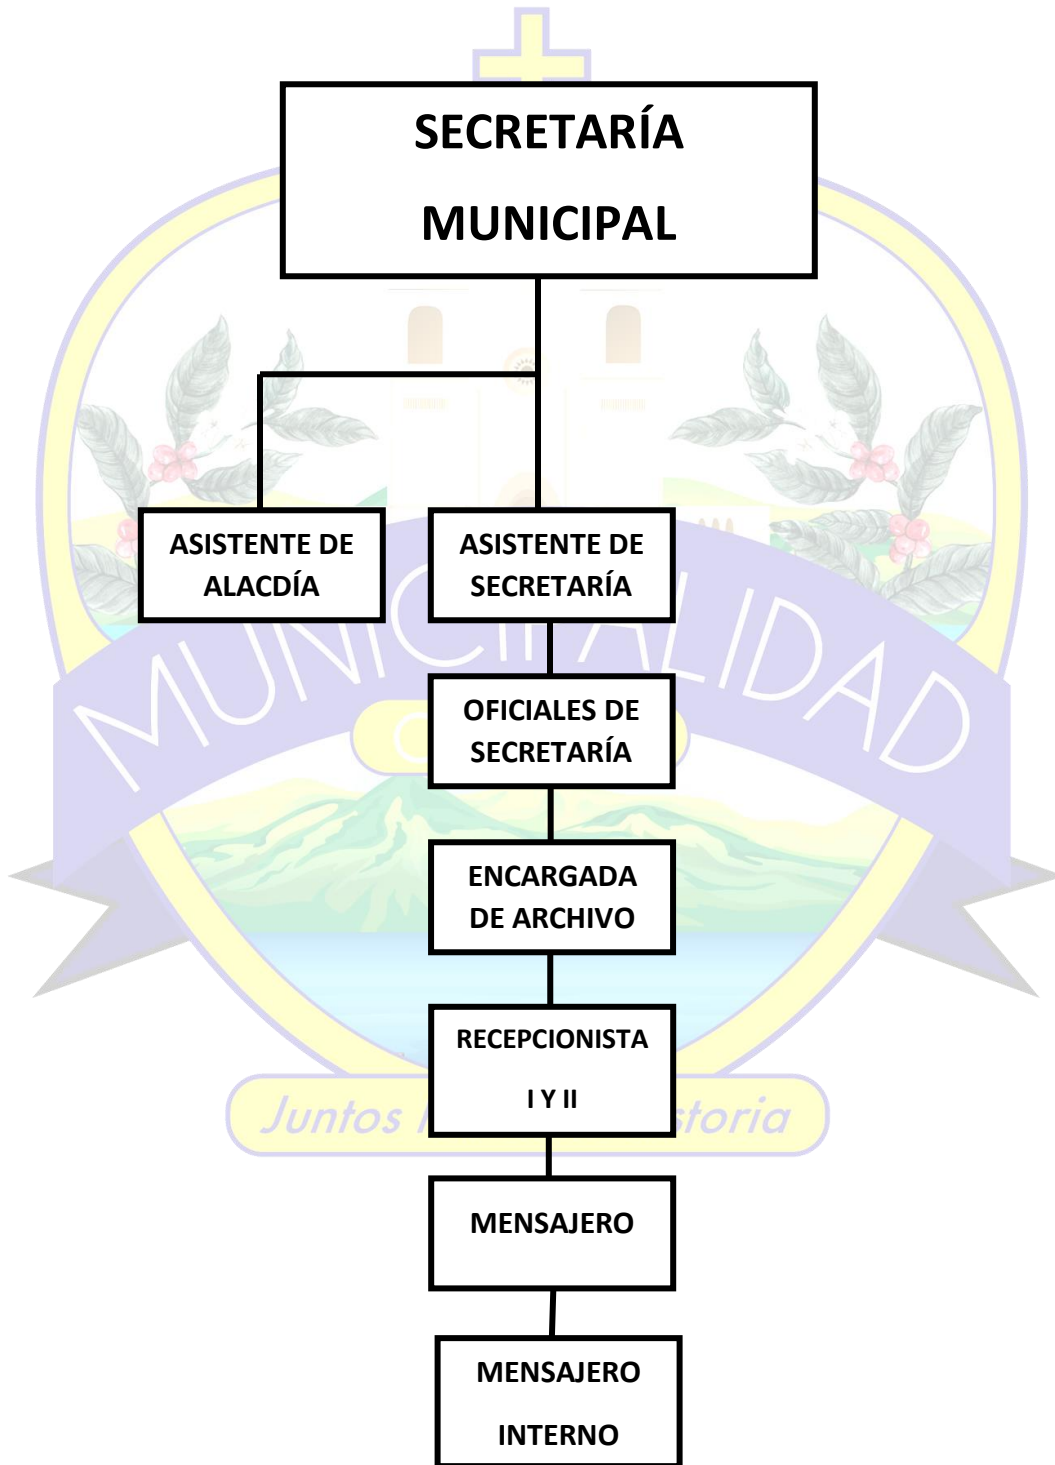 SECRETARÍA
MUNICIPAL
ASISTENTE DE
ALACDÍA
ASISTENTE DE
SECRETARÍA
MUNICIPALIDAD
OFICIALES DE
SECRETARÍA
ENCARGADA
DE ARCHIVO
RECEPCIONISTA
I Y II
Juntos
MENSAJERO
MENSAJERO
INTERNO